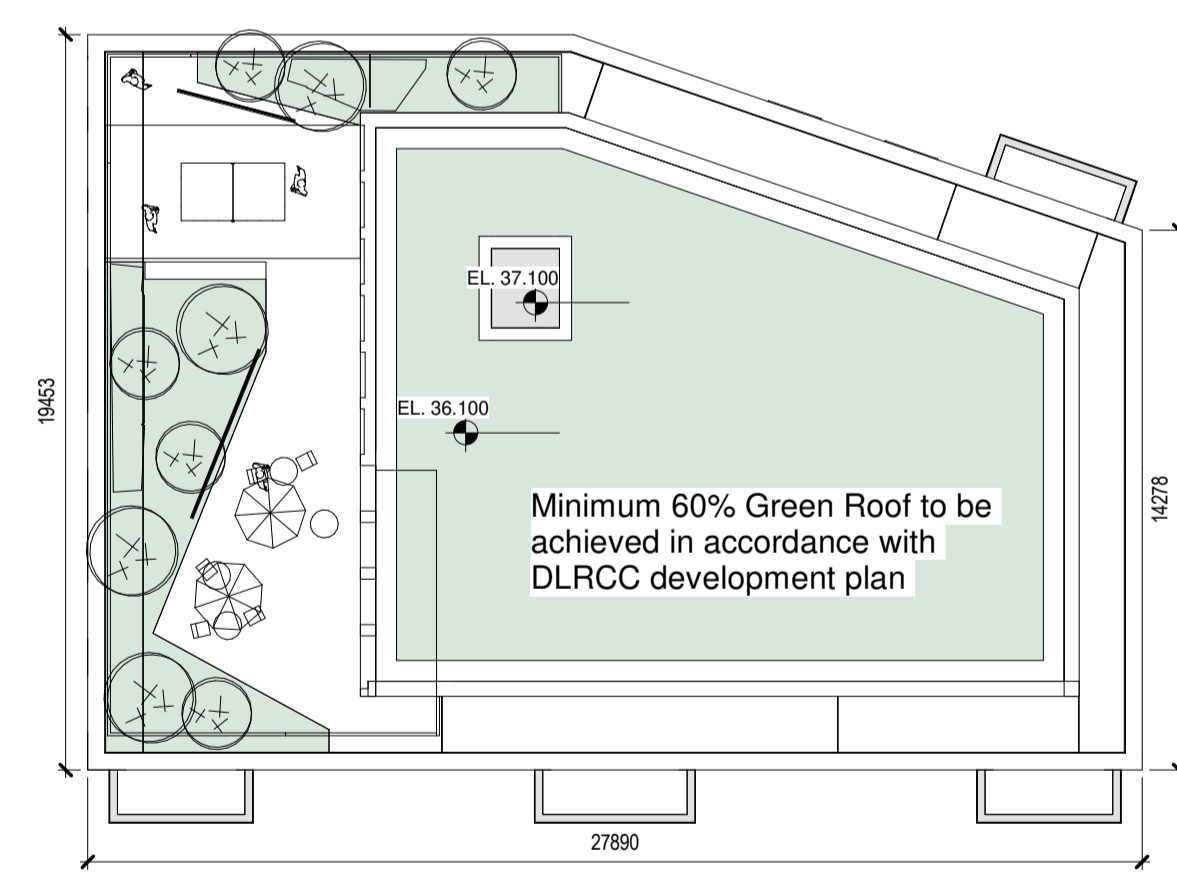 EL. 37.100
EL. 36.100
19453
Minimum 60% Green Roof to be
achieved in accordance with
DLRCC development plan
14278
27890